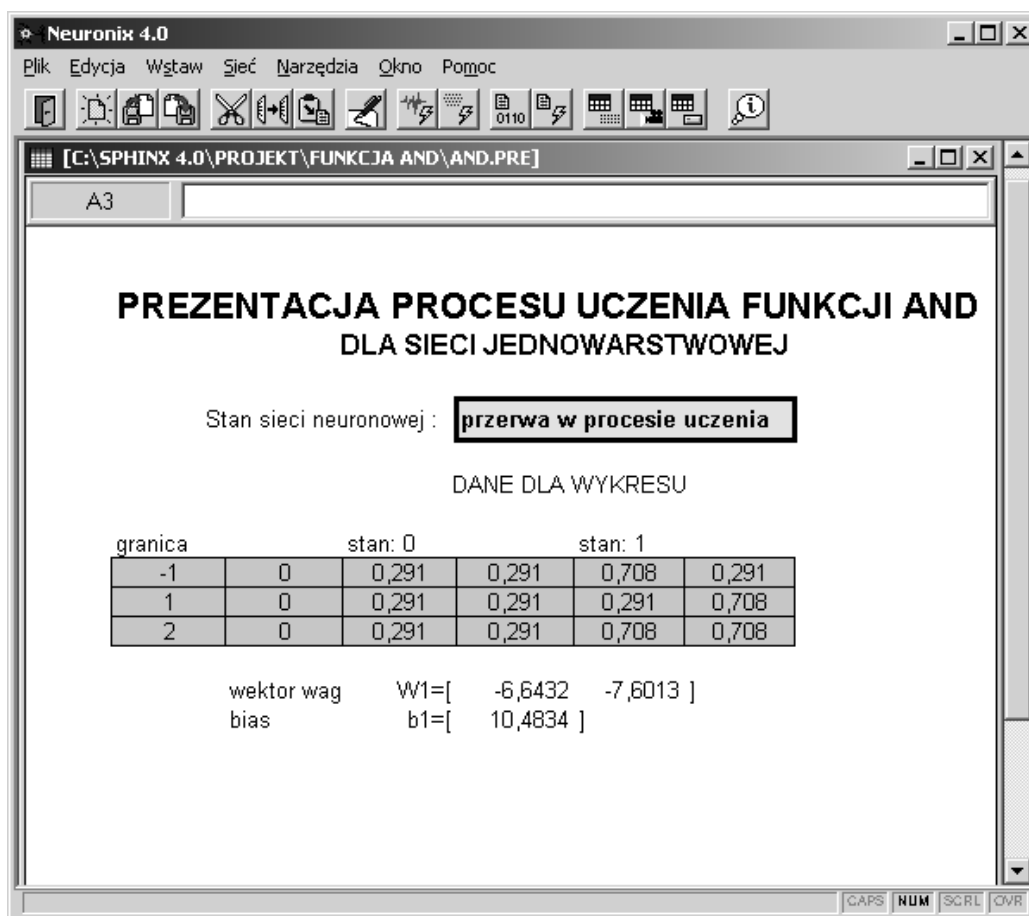 Neuronix 4.0
Plik Edycja Wstaw Sieć Narzędzia Okno Pomoc
0110
[C:\SPHINX 4.0\PROJEKT\FUNKCJA AND\AND.PRE]
A3
PREZENTACJA PROCESU UCZENIA FUNKCJI AND
DLA SIECI JEDNOWARSTWOWEJ
Stan sieci neuronowej : przerwa w procesie uczenia
DANE DLA WYKRESU
granica stan: 0 stan: 1
-1 0 0,291 0,291 0,708 0,291
1 0 0,291 0,291 0,291 0,708
2 0 0,291 0,291 0,708 0,708
wektor wag W1=[ -6,6432 -7,6013 ]
bias b1=[ 10,4834 ]
CAPS NUM SCRL OVR